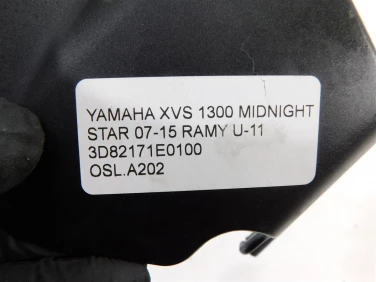 YAMAHA XVS 1300 MIDNIGHT
STAR 07-15 RAMY U-11
3D82171E0100
OSL.A202